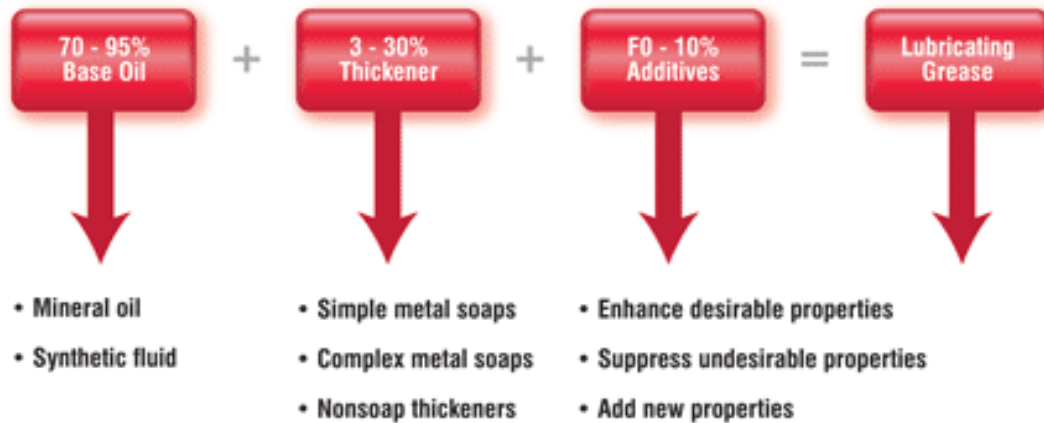 70 - 95%
Base Oil
+
3 - 30%
Thickener
+
F0 - 10%
Additives
=
Lubricating
Grease
• Mineral oil
• Synthetic fluid
• Simple metal soaps
• Complex metal soaps
• Nonsoap thickeners
• Enhance desirable properties
• Suppress undesirable properties
• Add new properties